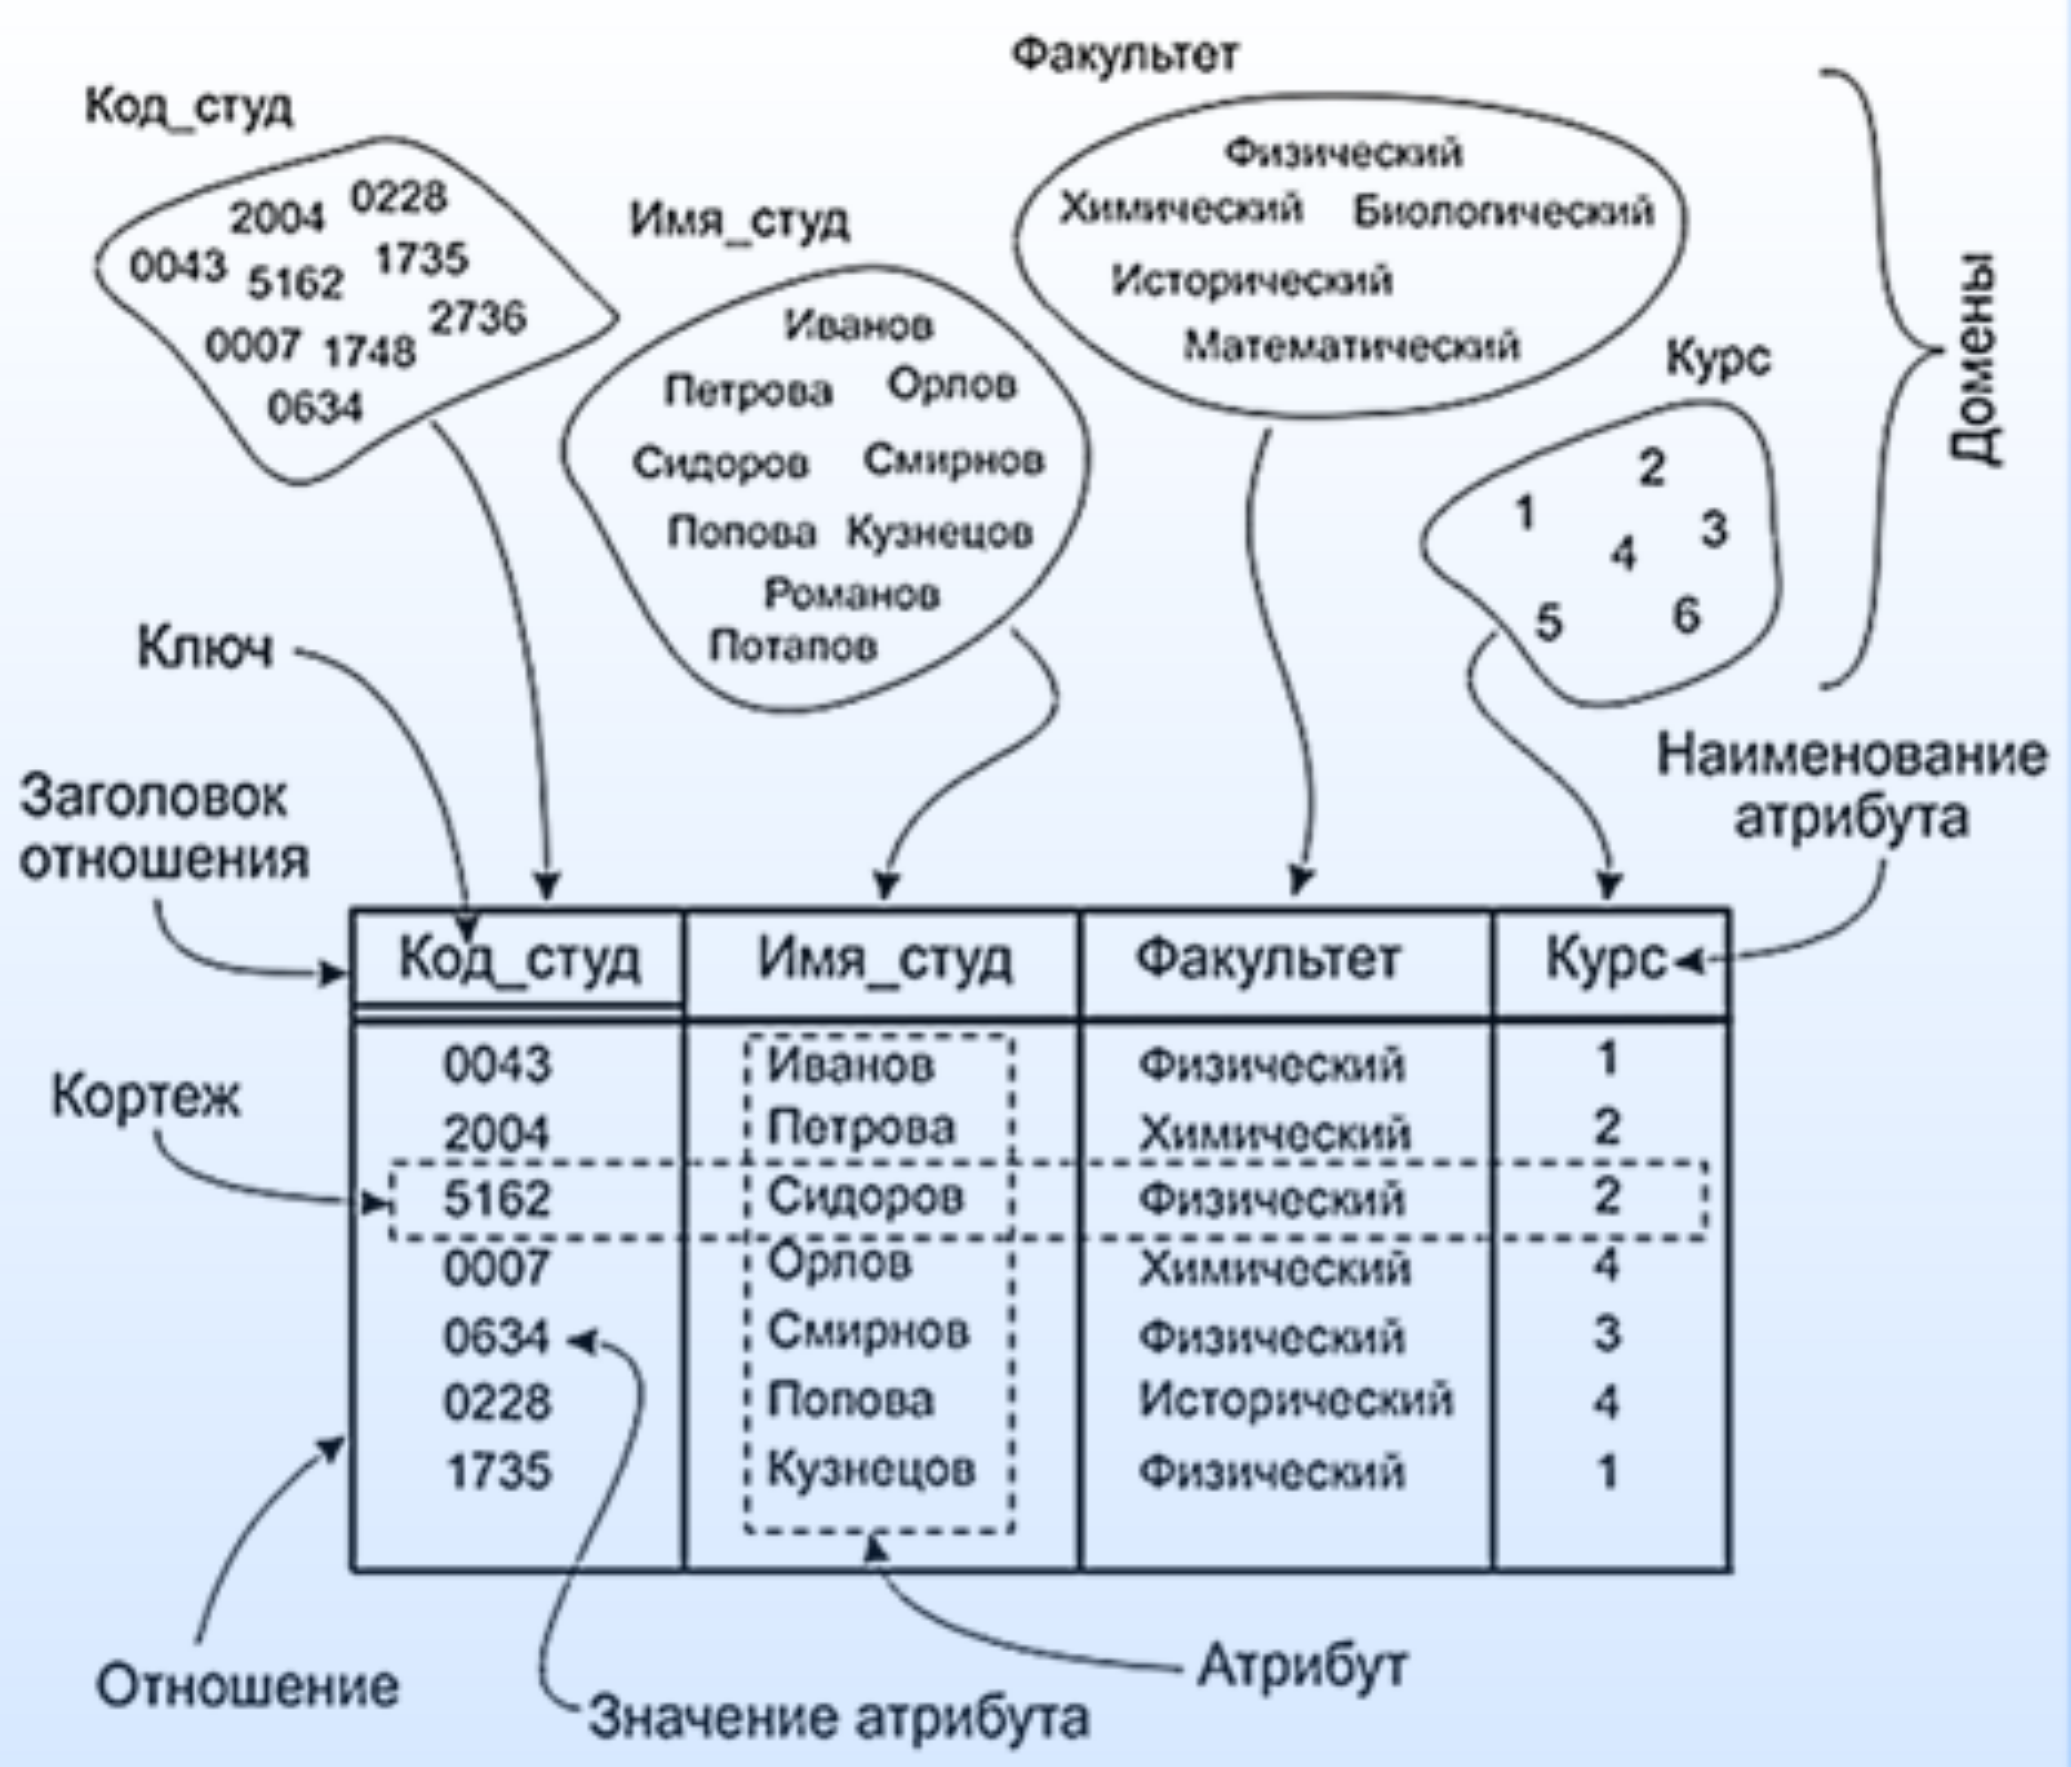 Факультет
Код_студ
Физический
2004 0228
Химический Биологический
Имя_студ
0043 5162 1735
Исторический
2736
0007 1748
0634
Иванов
Математический
Курс
Домены
Петрова Орлов
Сидоров Смирнов
2
1 3
4
Попова Кузнецов
Романов
5 6
Потапов
Ключ
Наименование
атрибута
Заголовок
отношения
Код_студ Имя_студ Факультет Курс
0043 Иванов Физический 1
Кортеж
2004 Петрова Химический 2
5162 Сидоров Физический 2
0007 Орлов Химический 4
0634 Смирнов Физический 3
0228 Попова Исторический 4
1735 Кузнецов Физический 1
Отношение
Атрибут
Значение атрибута